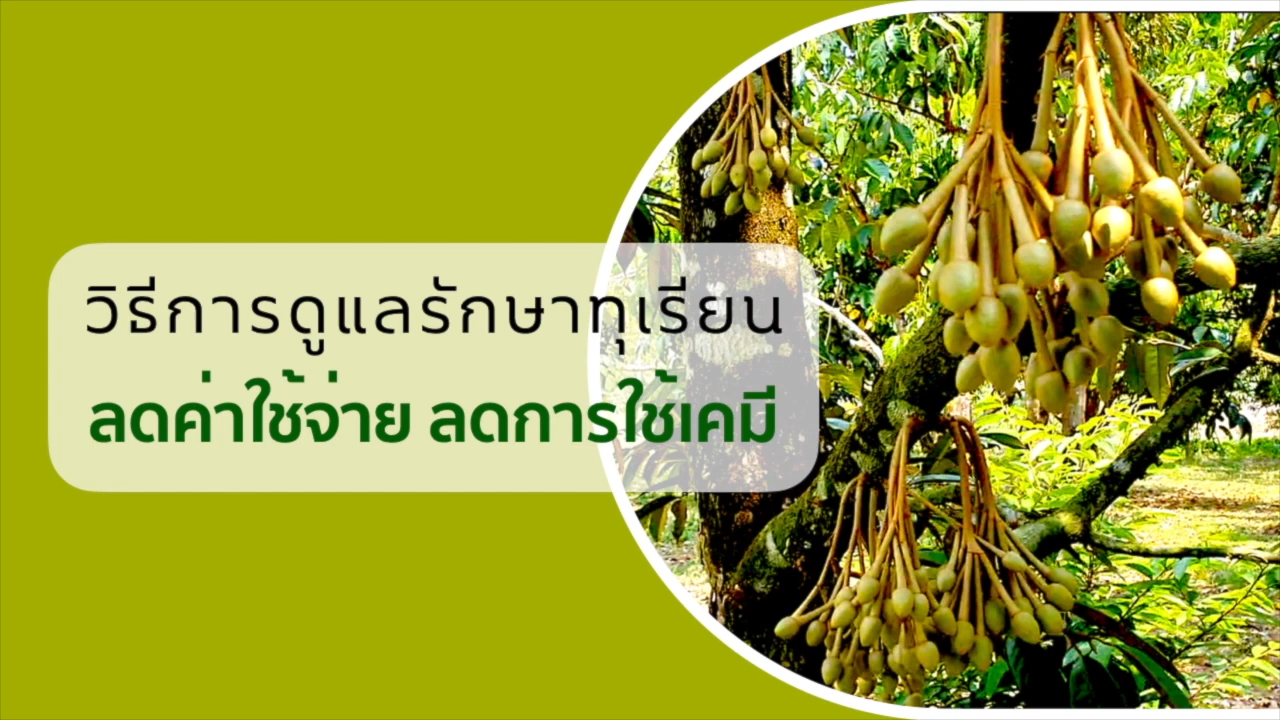 วิธีการดูแลรักษาทุเรียน
ลดค่าใช้จ่าย ลดการใช้เคมี